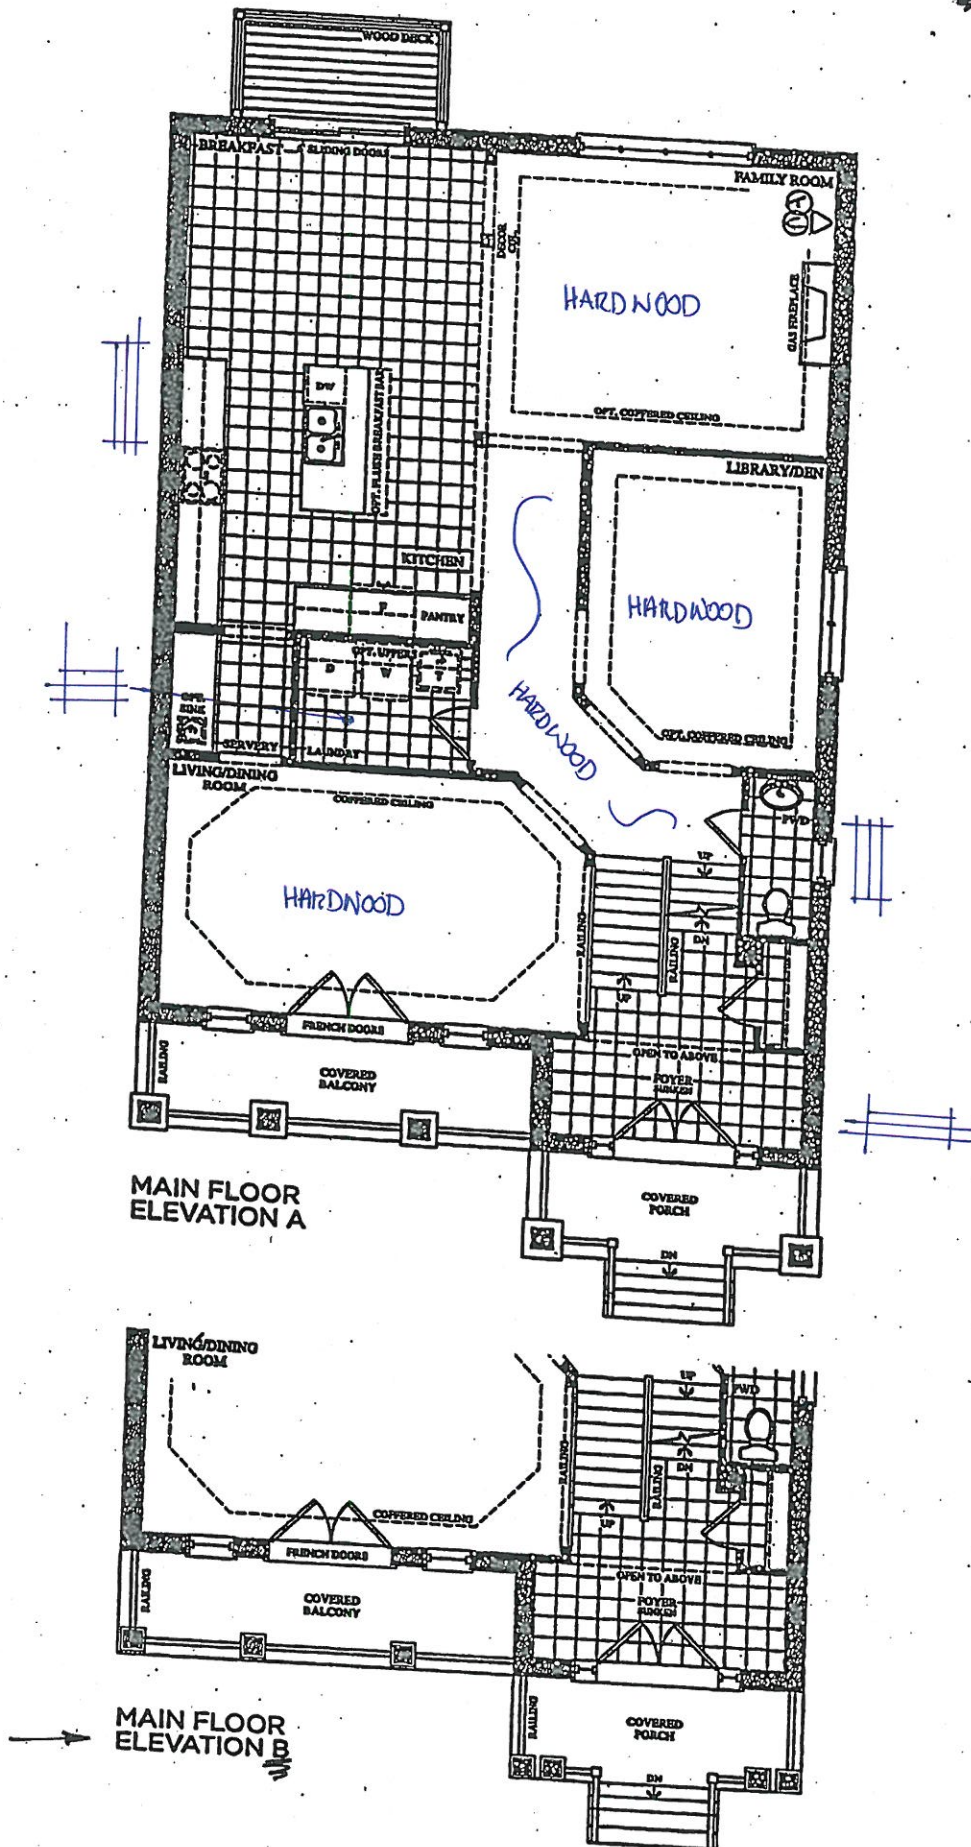 WOOD DECK
BREAKFAST
SLIDING DOORS
FAMILY ROOM
DECOR
COL.
HARDWOOD
GAS FIREPLACE
OPT. COFFERED CEILING
DW
OPT. FLUSH BREAKFAST BAR
LIBRARY/DEN
KITCHEN
HARDWOOD
F
PANTRY
OPT. UPPERS
D
W
T
HARDWOOD
OPT.
SINK
SERVERY
LAUNDRY
OPT. COFFERED CEILING
LIVING/DINING
ROOM
COFFERED CEILING
PWD
HARDWOOD
UP
RAILING
RAILING
DN
UP
FRENCH DOORS
OPEN TO ABOVE
RAILING
COVERED
BALCONY
FOYER
SUNKEN
MAIN FLOOR
ELEVATION A
COVERED
PORCH
DN
LIVING/DINING
ROOM
UP
PWD
RAILING
DN
RAILING
COFFERED CEILING
UP
FRENCH DOORS
OPEN TO ABOVE
RAILING
COVERED
BALCONY
FOYER
SUNKEN
MAIN FLOOR
ELEVATION B
RAILING
COVERED
PORCH
DN